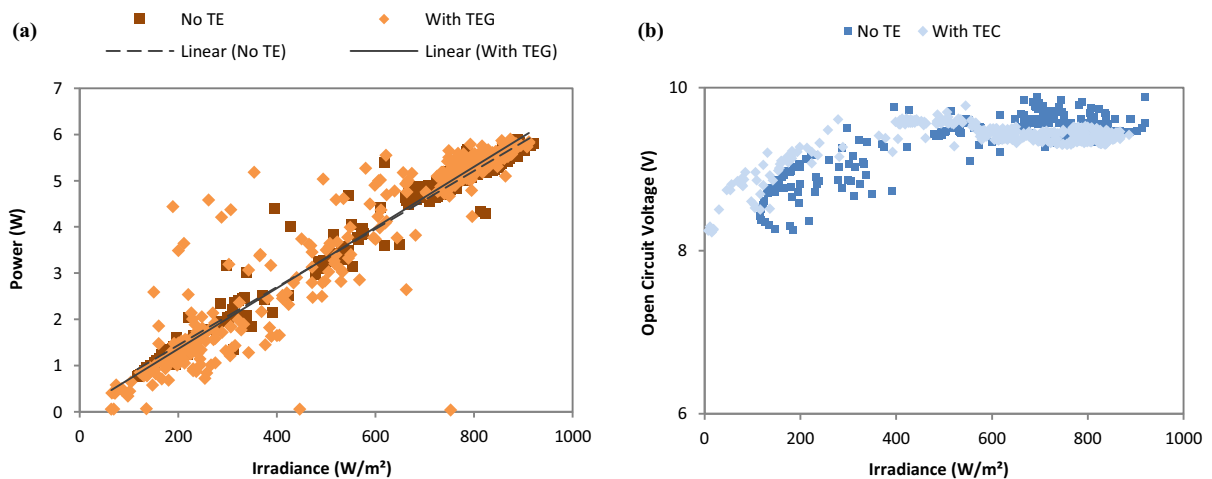 (a)
No TE
With TEG
Linear (No TE)
Linear (With TEG)
Power (W)
7
6
5
4
3
2
1
0
0 200 400 600 800 1000
Irradiance (W/m²)
(b)
No TE
With TEC
Open Circuit Voltage (V)
10
8
6
0 200 400 600 800 1000
Irradiance (W/m²)